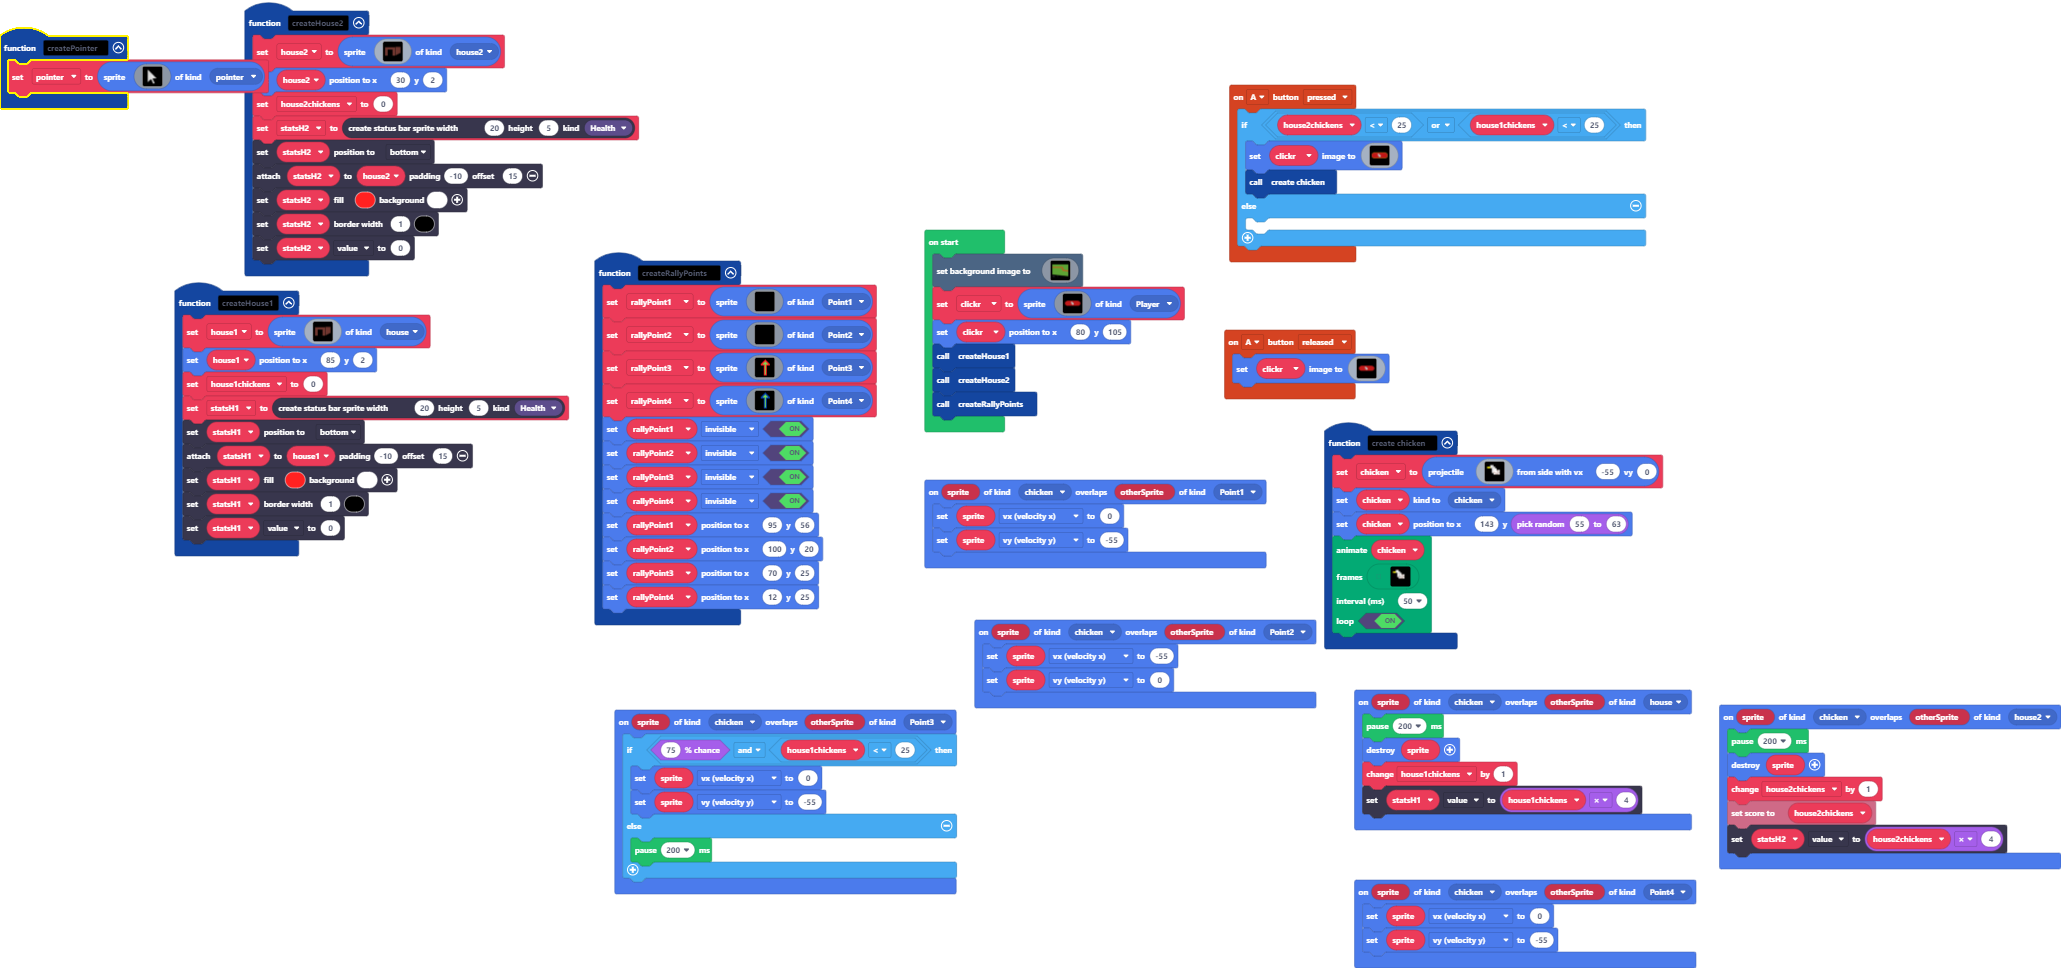 function createPointer
set pointer to sprite of kind pointer
function createHouse2
set house2 to sprite of kind house2
house2 position to x 30 y 2
set house2chickens to 0
set statsH2 to create status bar sprite width 20 height 5 kind Health
set statsH2 position to bottom
attach statsH2 to house2 padding -10 offset 15
set statsH2 fill background
set statsH2 border width 1
set statsH2 value to 0
function createHouse1
set house1 to sprite of kind house
set house1 position to x 85 y 2
set house1chickens to 0
set statsH1 to create status bar sprite width 20 height 5 kind Health
set statsH1 position to bottom
attach statsH1 to house1 padding -10 offset 15
set statsH1 fill background
set statsH1 border width 1
set statsH1 value to 0
function createRallyPoints
set rallyPoint1 to sprite of kind Point1
set rallyPoint2 to sprite of kind Point2
set rallyPoint3 to sprite of kind Point3
set rallyPoint4 to sprite of kind Point4
set rallyPoint1 invisible ON
set rallyPoint2 invisible ON
set rallyPoint3 invisible ON
set rallyPoint4 invisible ON
set rallyPoint1 position to x 95 y 56
set rallyPoint2 position to x 100 y 20
set rallyPoint3 position to x 70 y 25
set rallyPoint4 position to x 12 y 25
on start
set background image to
set clickr to sprite of kind Player
set clickr position to x 80 y 105
call createHouse1
call createHouse2
call createRallyPoints
on A button pressed
if house2chickens < 25 or house1chickens < 25 then
set clickr image to
call create chicken
else
on A button released
set clickr image to
function create chicken
set chicken to projectile from side with vx -55 vy 0
set chicken kind to chicken
set chicken position to x 143 y pick random 55 to 63
animate chicken
frames
interval (ms) 50
loop ON
on sprite of kind chicken overlaps otherSprite of kind Point1
set sprite vx (velocity x) to 0
set sprite vy (velocity y) to -55
on sprite of kind chicken overlaps otherSprite of kind Point2
set sprite vx (velocity x) to -55
set sprite vy (velocity y) to 0
on sprite of kind chicken overlaps otherSprite of kind Point3
if 75 % chance and house1chickens < 25 then
set sprite vx (velocity x) to 0
set sprite vy (velocity y) to -55
else
pause 200 ms
on sprite of kind chicken overlaps otherSprite of kind house
pause 200 ms
destroy sprite
change house1chickens by 1
set statsH1 value to house1chickens x 4
on sprite of kind chicken overlaps otherSprite of kind house2
pause 200 ms
destroy sprite
change house2chickens by 1
set score to house2chickens
set statsH2 value to house2chickens x 4
on sprite of kind chicken overlaps otherSprite of kind Point4
set sprite vx (velocity x) to 0
set sprite vy (velocity y) to -55